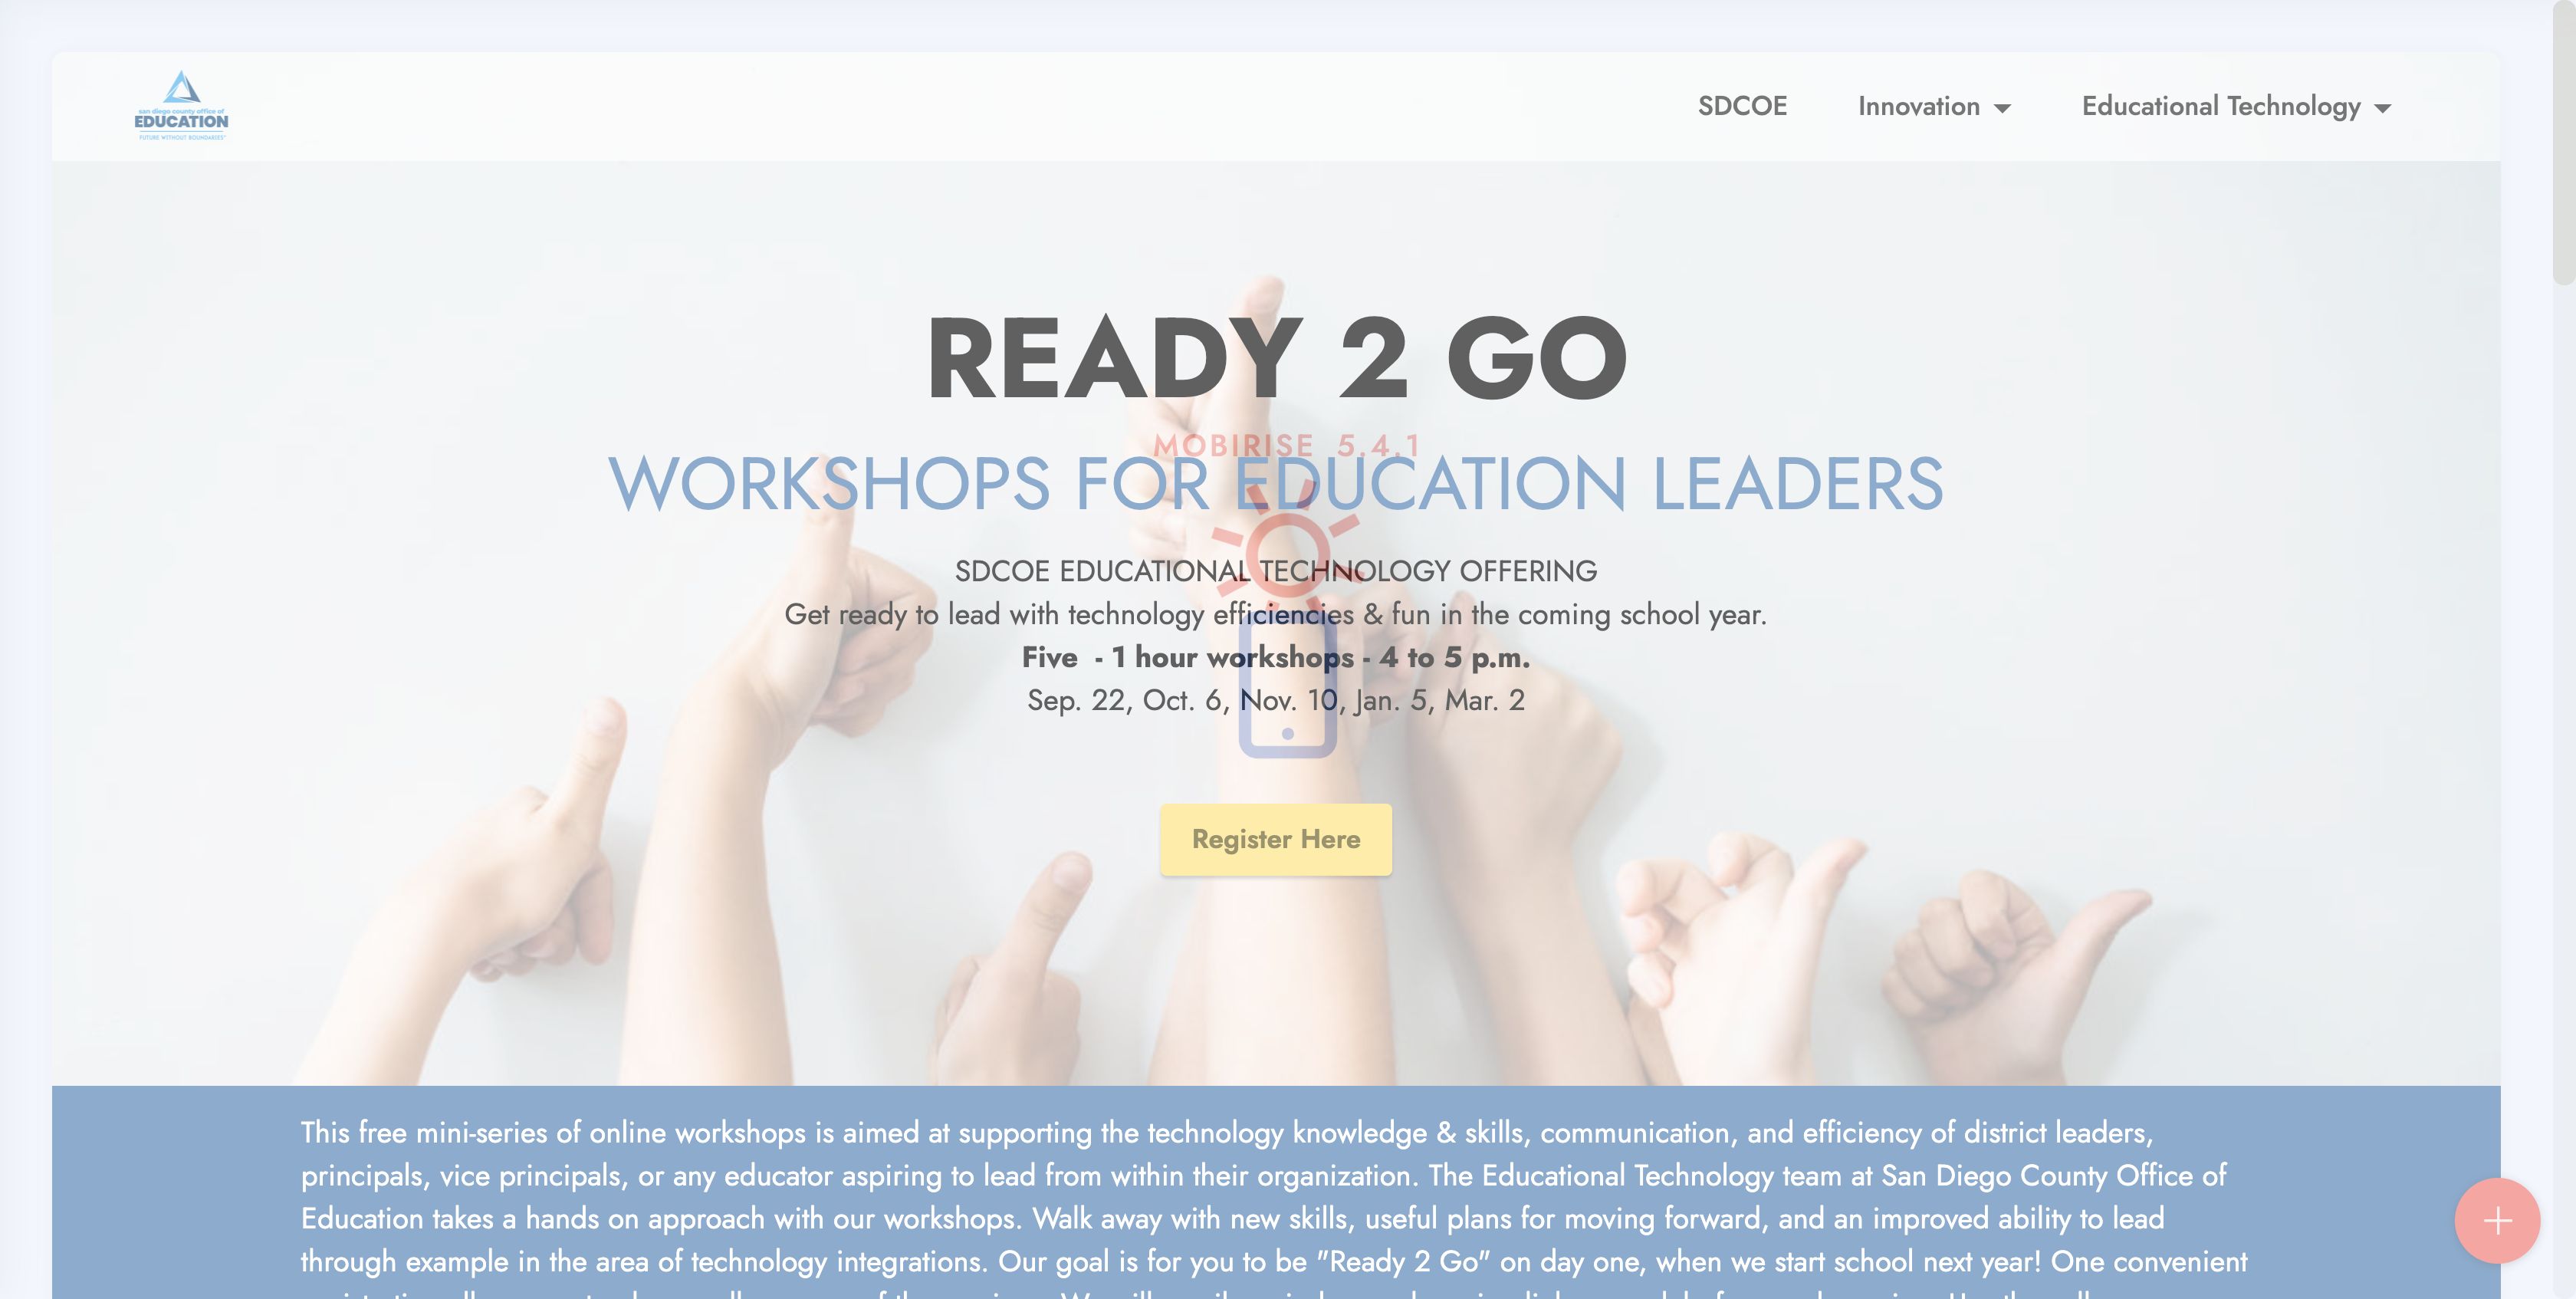 san diego county office of
EDUCATION
FUTURE WITHOUT BOUNDARIES™
SDCOE
Innovation
Educational Technology
READY 2 GO
MOBIRISE 5.4.1
WORKSHOPS FOR EDUCATION LEADERS
SDCOE EDUCATIONAL TECHNOLOGY OFFERING
Get ready to lead with technology efficiencies & fun in the coming school year.
Five - 1 hour workshops - 4 to 5 p.m.
Sep. 22, Oct. 6, Nov. 10, Jan. 5, Mar. 2
Register Here
This free mini-series of online workshops is aimed at supporting the technology knowledge & skills, communication, and efficiency of district leaders,
principals, vice principals, or any educator aspiring to lead from within their organization. The Educational Technology team at San Diego County Office of
Education takes a hands on approach with our workshops. Walk away with new skills, useful plans for moving forward, and an improved ability to lead
through example in the area of technology integrations. Our goal is for you to be "Ready 2 Go" on day one, when we start school next year! One convenient